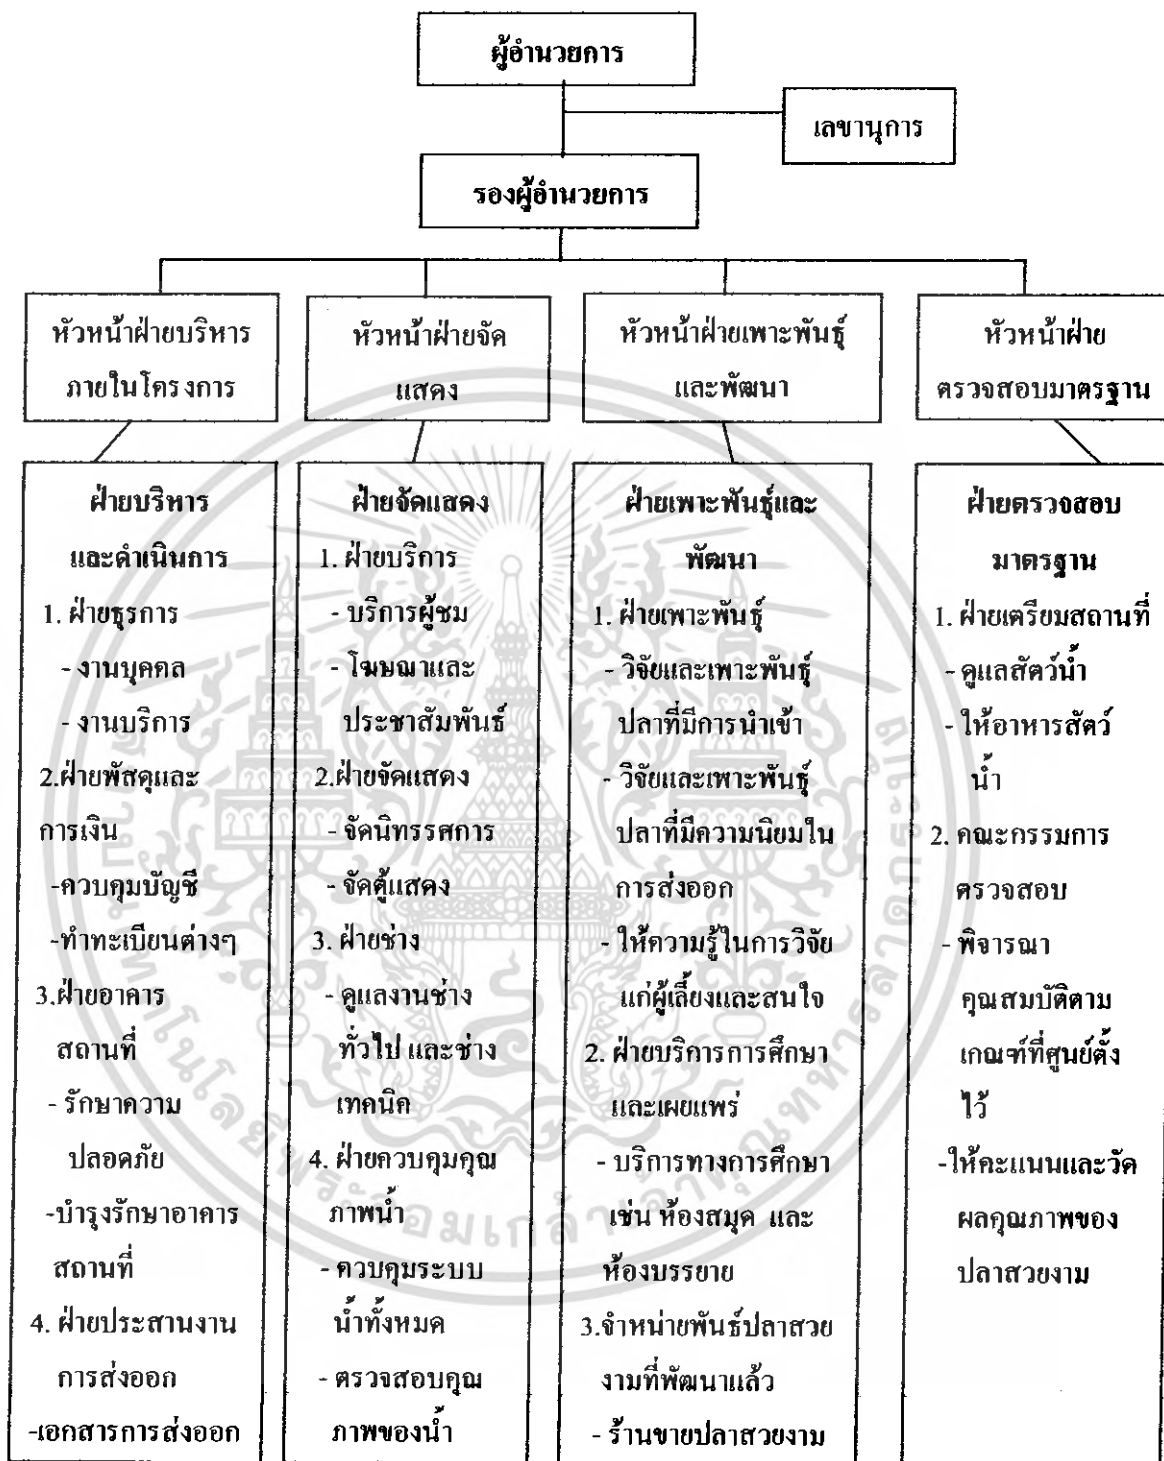 ผู้อำนวยการ
เลขานุการ
รองผู้อำนวยการ
หัวหน้าฝ่ายบริหาร
ภายในโครงการ
หัวหน้าฝ่ายจัด
แสดง
หัวหน้าฝ่ายเพาะพันธุ์
และพัฒนา
หัวหน้าฝ่าย
ตรวจสอบมาตรฐาน
ฝ่ายบริหาร
และดำเนินการ
1. ฝ่ายธุรการ
- งานบุคคล
- งานบริการ
2.ฝ่ายพัสดุและ
การเงิน
-ควบคุมบัญชี
-ทำทะเบียนต่างๆ
3.ฝ่ายอาคาร
สถานที่
- รักษาความ
ปลอดภัย
-บำรุงรักษาอาคาร
สถานที่
4. ฝ่ายประสานงาน
การส่งออก
-เอกสารการส่งออก
ฝ่ายจัดแสดง
1. ฝ่ายบริการ
- บริการผู้ชม
- โฆษณาและ
ประชาสัมพันธ์
2.ฝ่ายจัดแสดง
- จัดนิทรรศการ
- จัดตู้แสดง
3. ฝ่ายช่าง
- ดูแลงานช่าง
ทั่วไป และช่าง
เทคนิค
4. ฝ่ายควบคุมคุณ
ภาพน้ำ
- ควบคุมระบบ
น้ำทั้งหมด
- ตรวจสอบคุณ
ภาพของน้ำ
ฝ่ายเพาะพันธุ์และ
พัฒนา
1. ฝ่ายเพาะพันธุ์
- วิจัยและเพาะพันธุ์
ปลาที่มีการนำเข้า
- วิจัยและเพาะพันธุ์
ปลาที่มีความนิยมใน
การส่งออก
- ให้ความรู้ในการวิจัย
แก่ผู้เลี้ยงและสนใจ
2. ฝ่ายบริการการศึกษา
และเผยแพร่
- บริการทางการศึกษา
เช่น ห้องสมุด และ
ห้องบรรยาย
3.จำหน่ายพันธ์ปลาสวย
งามที่พัฒนาแล้ว
- ร้านขายปลาสวยงาม
ฝ่ายตรวจสอบ
มาตรฐาน
1. ฝ่ายเตรียมสถานที่
- ดูแลสัตว์น้ำ
- ให้อาหารสัตว์
น้ำ
2. คณะกรรมการ
ตรวจสอบ
- พิจารณา
คุณสมบัติตาม
เกณฑ์ที่ศูนย์ตั้ง
ไว้
-ให้คะแนนและวัด
ผลคุณภาพของ
ปลาสวยงาม